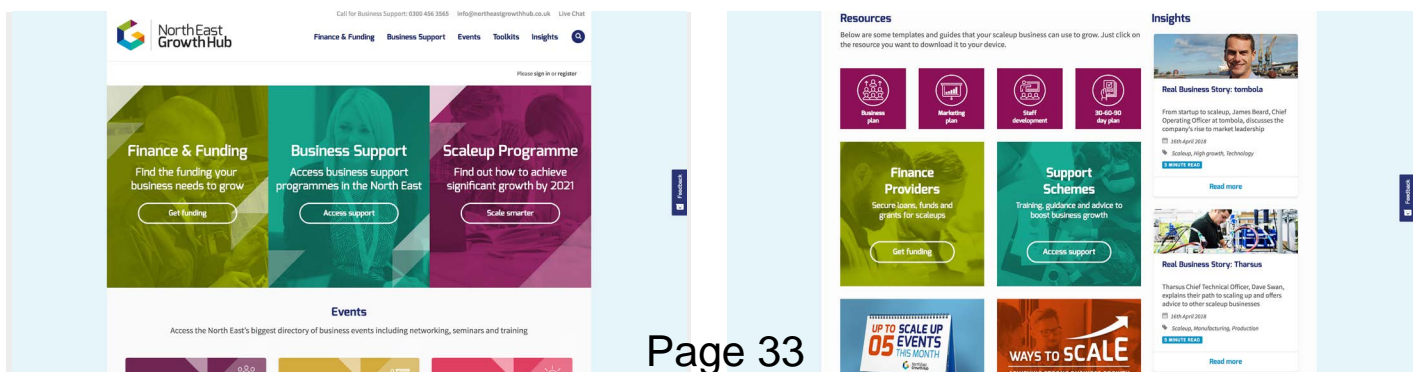 Call for Business Support: 0300 456 3565 info@northeastgrowthhub.co.uk Live Chat
North East
Growth Hub
Finance & Funding Business Support Events Toolkits Insights
Please sign in or register
Finance & Funding
Find the funding your
business needs to grow
Get funding
Business Support
Access business support
programmes in the North East
Access support
Scaleup Programme
Find out how to achieve
significant growth by 2021
Scale smarter
Feedback
Events
Access the North East's biggest directory of business events including networking, seminars and training
Resources
Below are some templates and guides that your scaleup business can use to grow. Just click on
the resource you want to download it to your device.
Business
plan
Marketing
plan
Staff
development
30-60-90
day plan
Finance
Providers
Secure loans, funds and
grants for scaleups
Get funding
Support
Schemes
Training, guidance and advice to
boost business growth
Access support
UP TO SCALE UP
05 EVENTS
THIS MONTH
North East
Growth Hub
WAYS TO SCALE
Insights
Real Business Story: tombola
From startup to scaleup, James Beard, Chief
Operating Officer at tombola, discusses the
company's rise to market leadership
16th April 2018
Scaleup, High growth, Technology
5 MINUTE READ
Read more
Real Business Story: Tharsus
Tharsus Chief Technical Officer, Dave Swan,
explains their path to scaling up and offers
advice to other scaleup businesses
16th April 2018
Scaleup, Manufacturing, Production
5 MINUTE READ
Read more
Feedback
Page 33